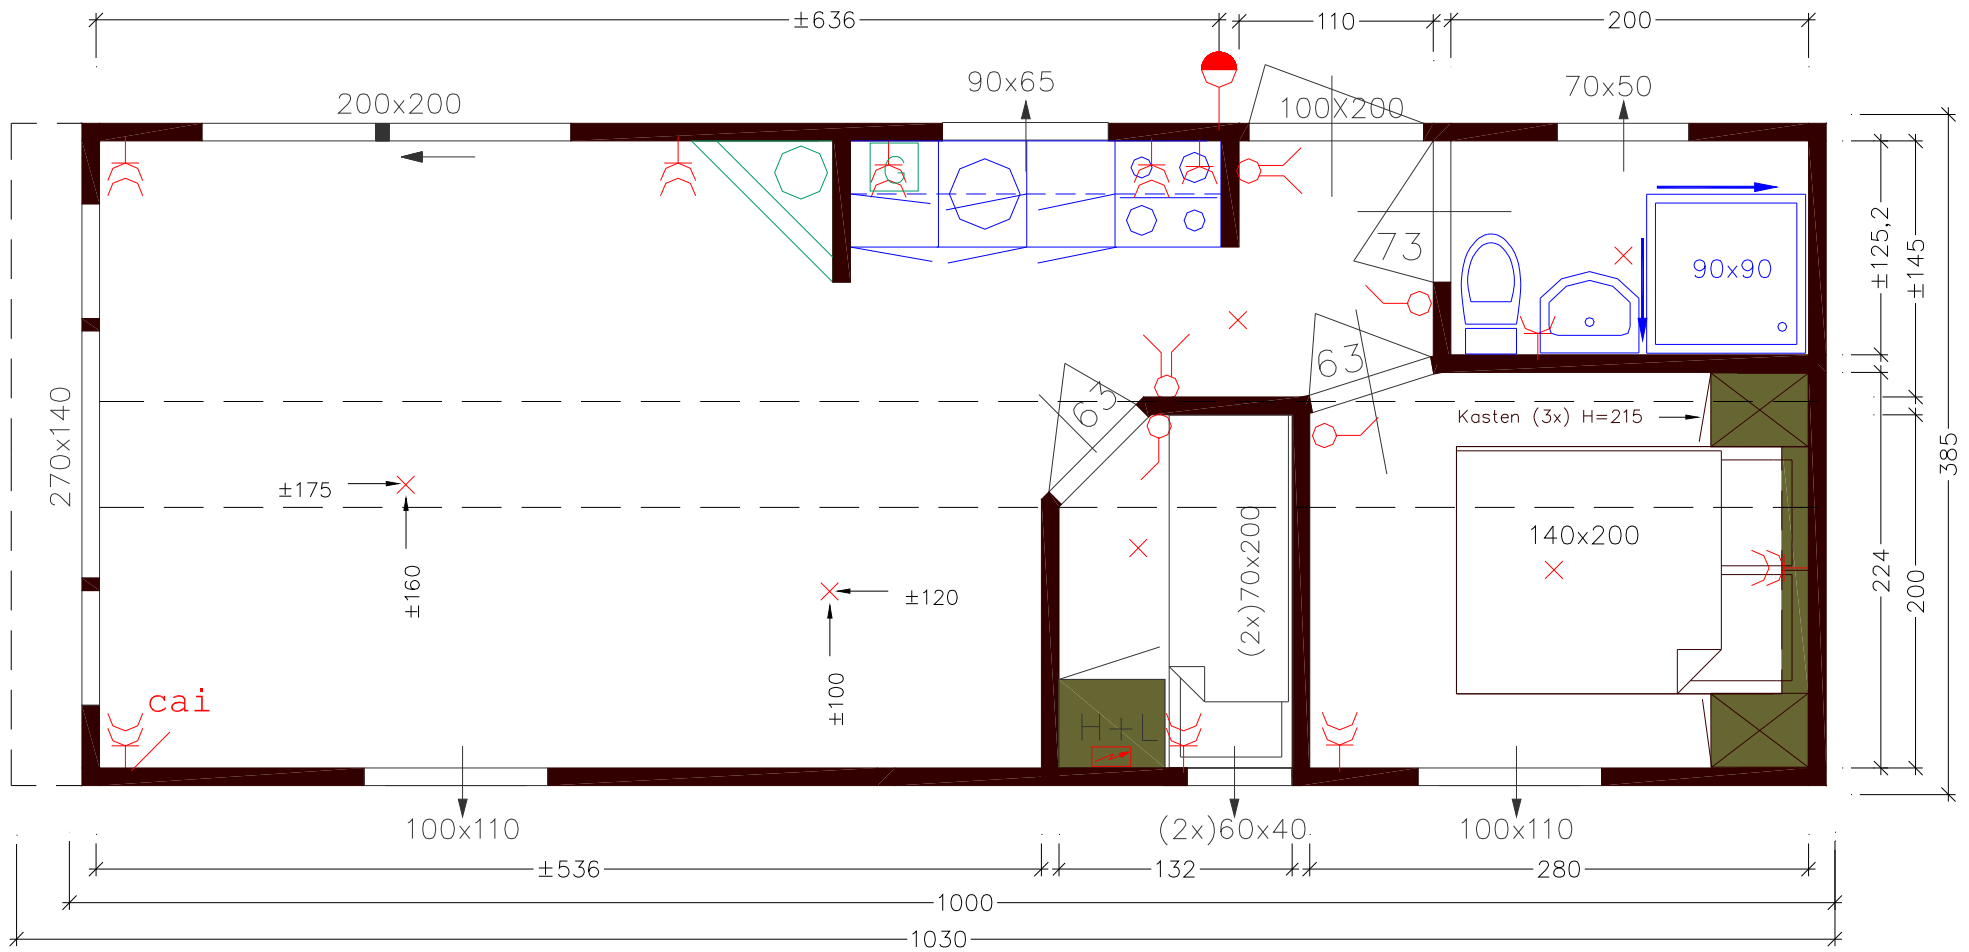 ±636
110
200
90x65
70x50
200x200
100X200
G
73
90x90
±125,2
±145
63
63
270x140
Kasten (3x) H=215
385
±175
(2x)70x200
140x200
±160
±120
224
200
±100
cai
H+L
100x110
(2x)60x40
100x110
±536
132
280
1000
1030